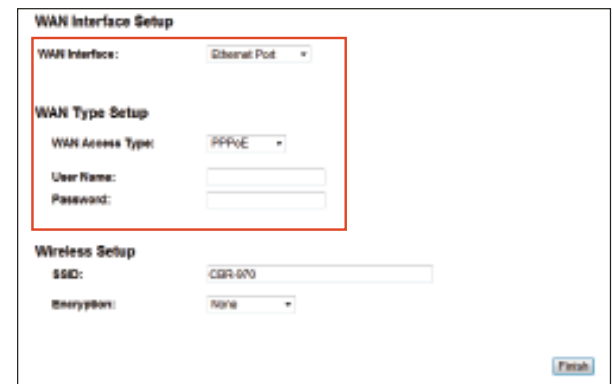 WAN Interface Setup
WAN Interface: Ethernet Port
WAN Type Setup
WAN Access Type: PPPoE
User Name:
Password:
Wireless Setup
SSID: CBR-970
Encryption: None
Finish